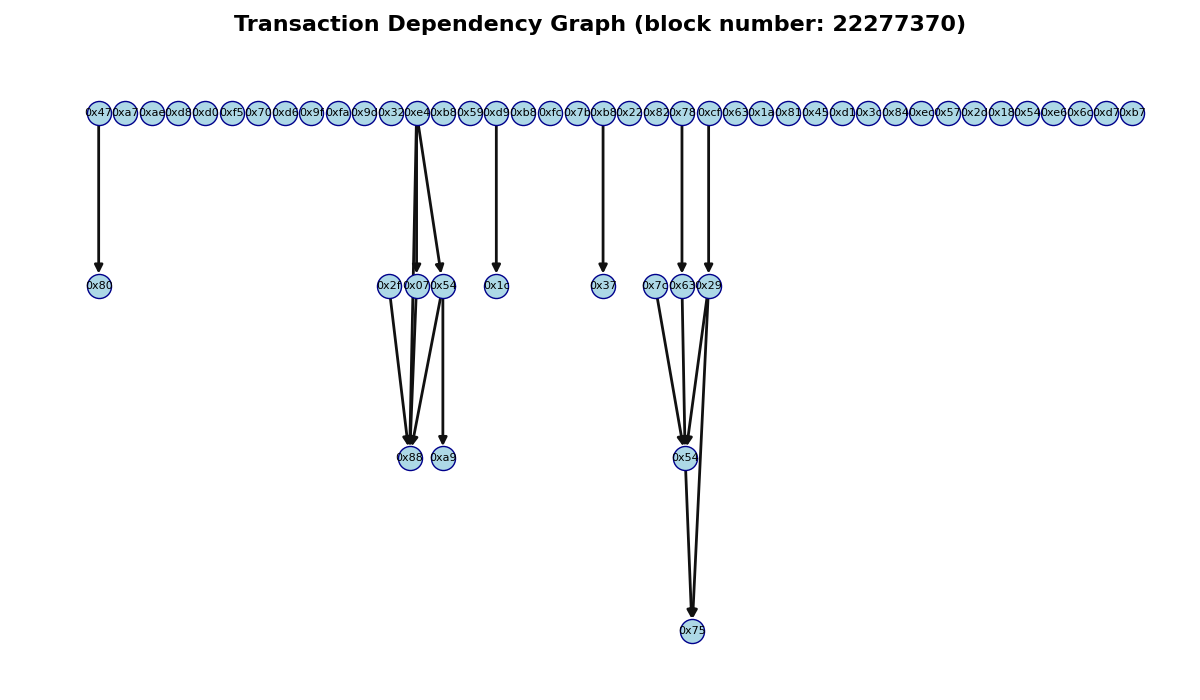 Transaction Dependency Graph (block number: 22277370)
0x47 0xa7 0xae 0xd8 0xd0 0xf5 0x70 0xd6 0x9f 0xfa 0x9d 0x32 0xe4 0xb8 0x59 0xd9 0xb8 0xfc 0x7b 0xb8 0x22 0x82 0x78 0xcf 0x63 0x1a 0x81 0x45 0xd1 0x3c 0x84 0xec 0x57 0x2d 0x18 0x54 0xe6 0x6c 0xd7 0xb7
0x80 0x2f 0x07 0x54 0x1c 0x37 0x7c 0x63 0x29
0x88 0xa9 0x54
0x75